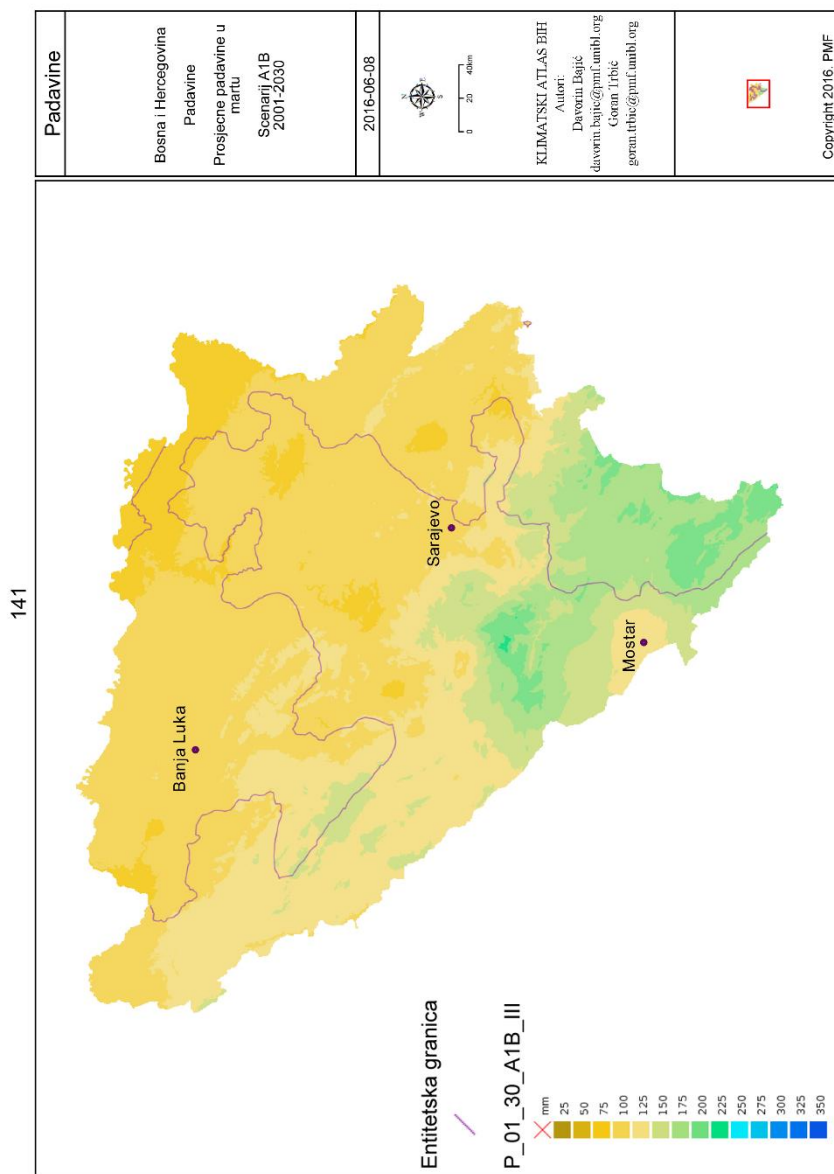 141
Padavine
Bosna i Hercegovina
Padavine
Prosjecne padavine u
martu
Scenarij A1B
2001-2030
2016-06-08
N
W
E
S
0
20
40km
KLIMATSKI ATLAS BIH
Autori:
Davorin Bajić
davorin.bajic@pmf.unibl.org
Goran Trbić
goran.trbic@pmf.unibl.org
Copyright 2016. PMF
Banja Luka
Sarajevo
Mostar
Entitetska granica
P_01_30_A1B_III
mm
25
50
75
100
125
150
175
200
225
250
275
300
325
350